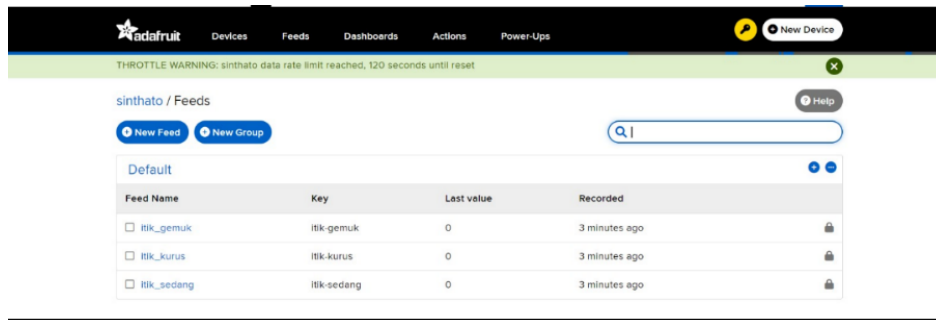 adafruit Devices Feeds Dashboards Actions Power-Ups New Device
THROTTLE WARNING: sinthato data rate limit reached, 120 seconds until reset
sinthato / Feeds Help
New Feed New Group
Default
Feed Name Key Last value Recorded
itik_gemuk itik-gemuk 0 3 minutes ago
itik_kurus itik-kurus 0 3 minutes ago
itik_sedang itik-sedang 0 3 minutes ago